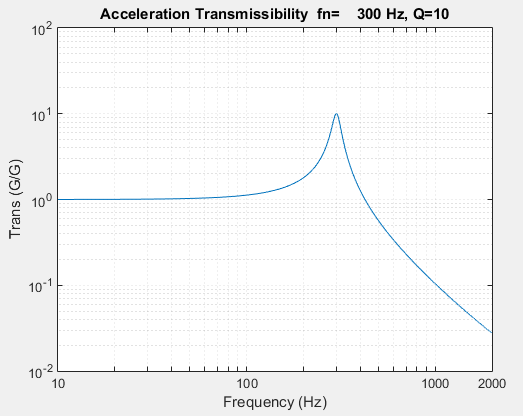 Acceleration Transmissibility fn= 300 Hz, Q=10
10^2
10^1
10^0
10^-1
10^-2
Trans (G/G)
10 100 1000 2000
Frequency (Hz)